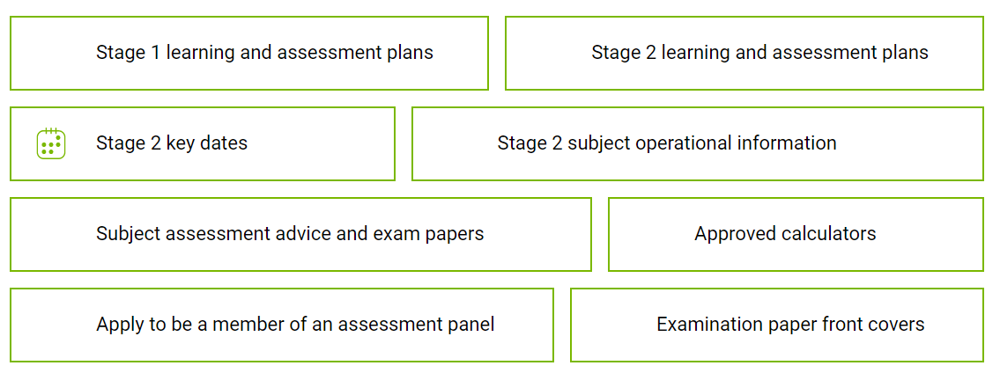 Stage 1 learning and assessment plans
Stage 2 learning and assessment plans
Stage 2 key dates
Stage 2 subject operational information
Subject assessment advice and exam papers
Approved calculators
Apply to be a member of an assessment panel
Examination paper front covers